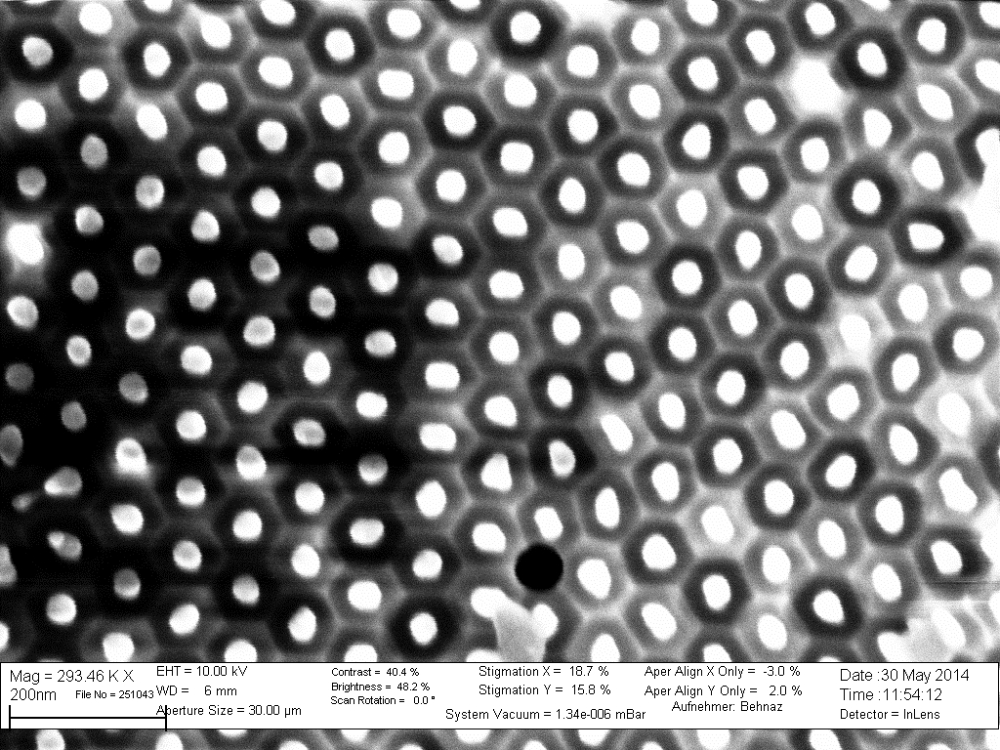 Mag = 293.46 K X
200nm
File No = 251043
EHT = 10.00 kV
WD = 6 mm
Aperture Size = 30.00 µm
Contrast = 40.4 %
Brightness = 48.2 %
Scan Rotation = 0.0 °
Stigmation X = 18.7 %
Stigmation Y = 15.8 %
System Vacuum = 1.34e-006 mBar
Aper Align X Only = -3.0 %
Aper Align Y Only = 2.0 %
Aufnehmer: Behnaz
Date :30 May 2014
Time :11:54:12
Detector = InLens